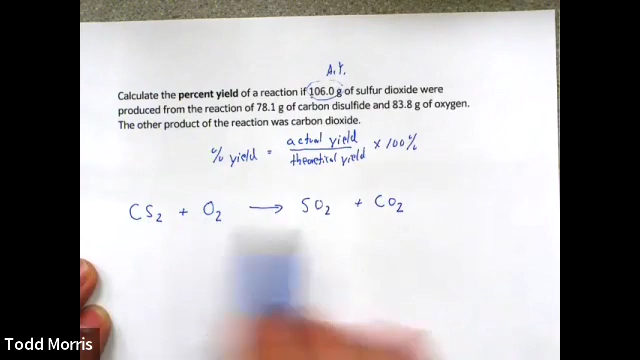 A.Y.
Calculate the percent yield of a reaction if 106.0 g of sulfur dioxide were
produced from the reaction of 78.1 g of carbon disulfide and 83.8 g of oxygen.
The other product of the reaction was carbon dioxide.
% yield = actual yield / theoretical yield × 100%
CS₂ + O₂ → SO₂ + CO₂
Todd Morris